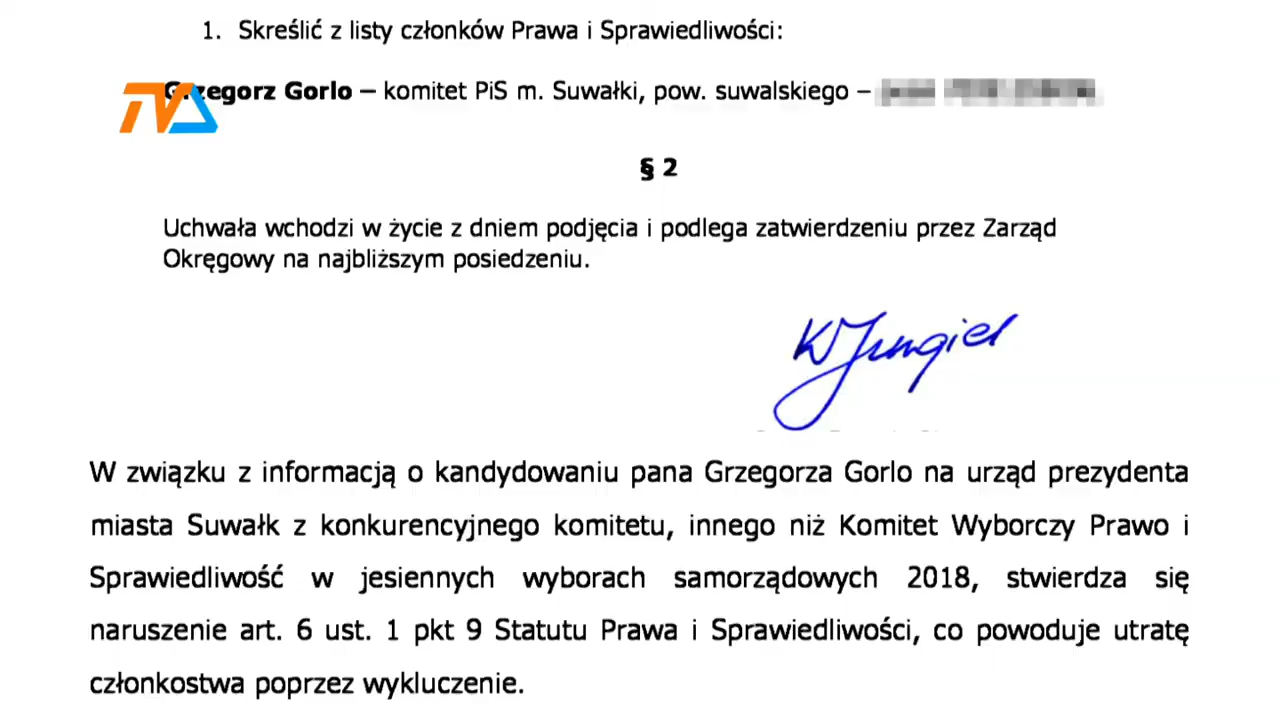 1. Skreślić z listy członków Prawa i Sprawiedliwości:
Grzegorz Gorlo – komitet PiS m. Suwałki, pow. suwalskiego –
§ 2
Uchwała wchodzi w życie z dniem podjęcia i podlega zatwierdzeniu przez Zarząd
Okręgowy na najbliższym posiedzeniu.
K Jurgiel
W związku z informacją o kandydowaniu pana Grzegorza Gorlo na urząd prezydenta
miasta Suwałk z konkurencyjnego komitetu, innego niż Komitet Wyborczy Prawo i
Sprawiedliwość w jesiennych wyborach samorządowych 2018, stwierdza się
naruszenie art. 6 ust. 1 pkt 9 Statutu Prawa i Sprawiedliwości, co powoduje utratę
członkostwa poprzez wykluczenie.